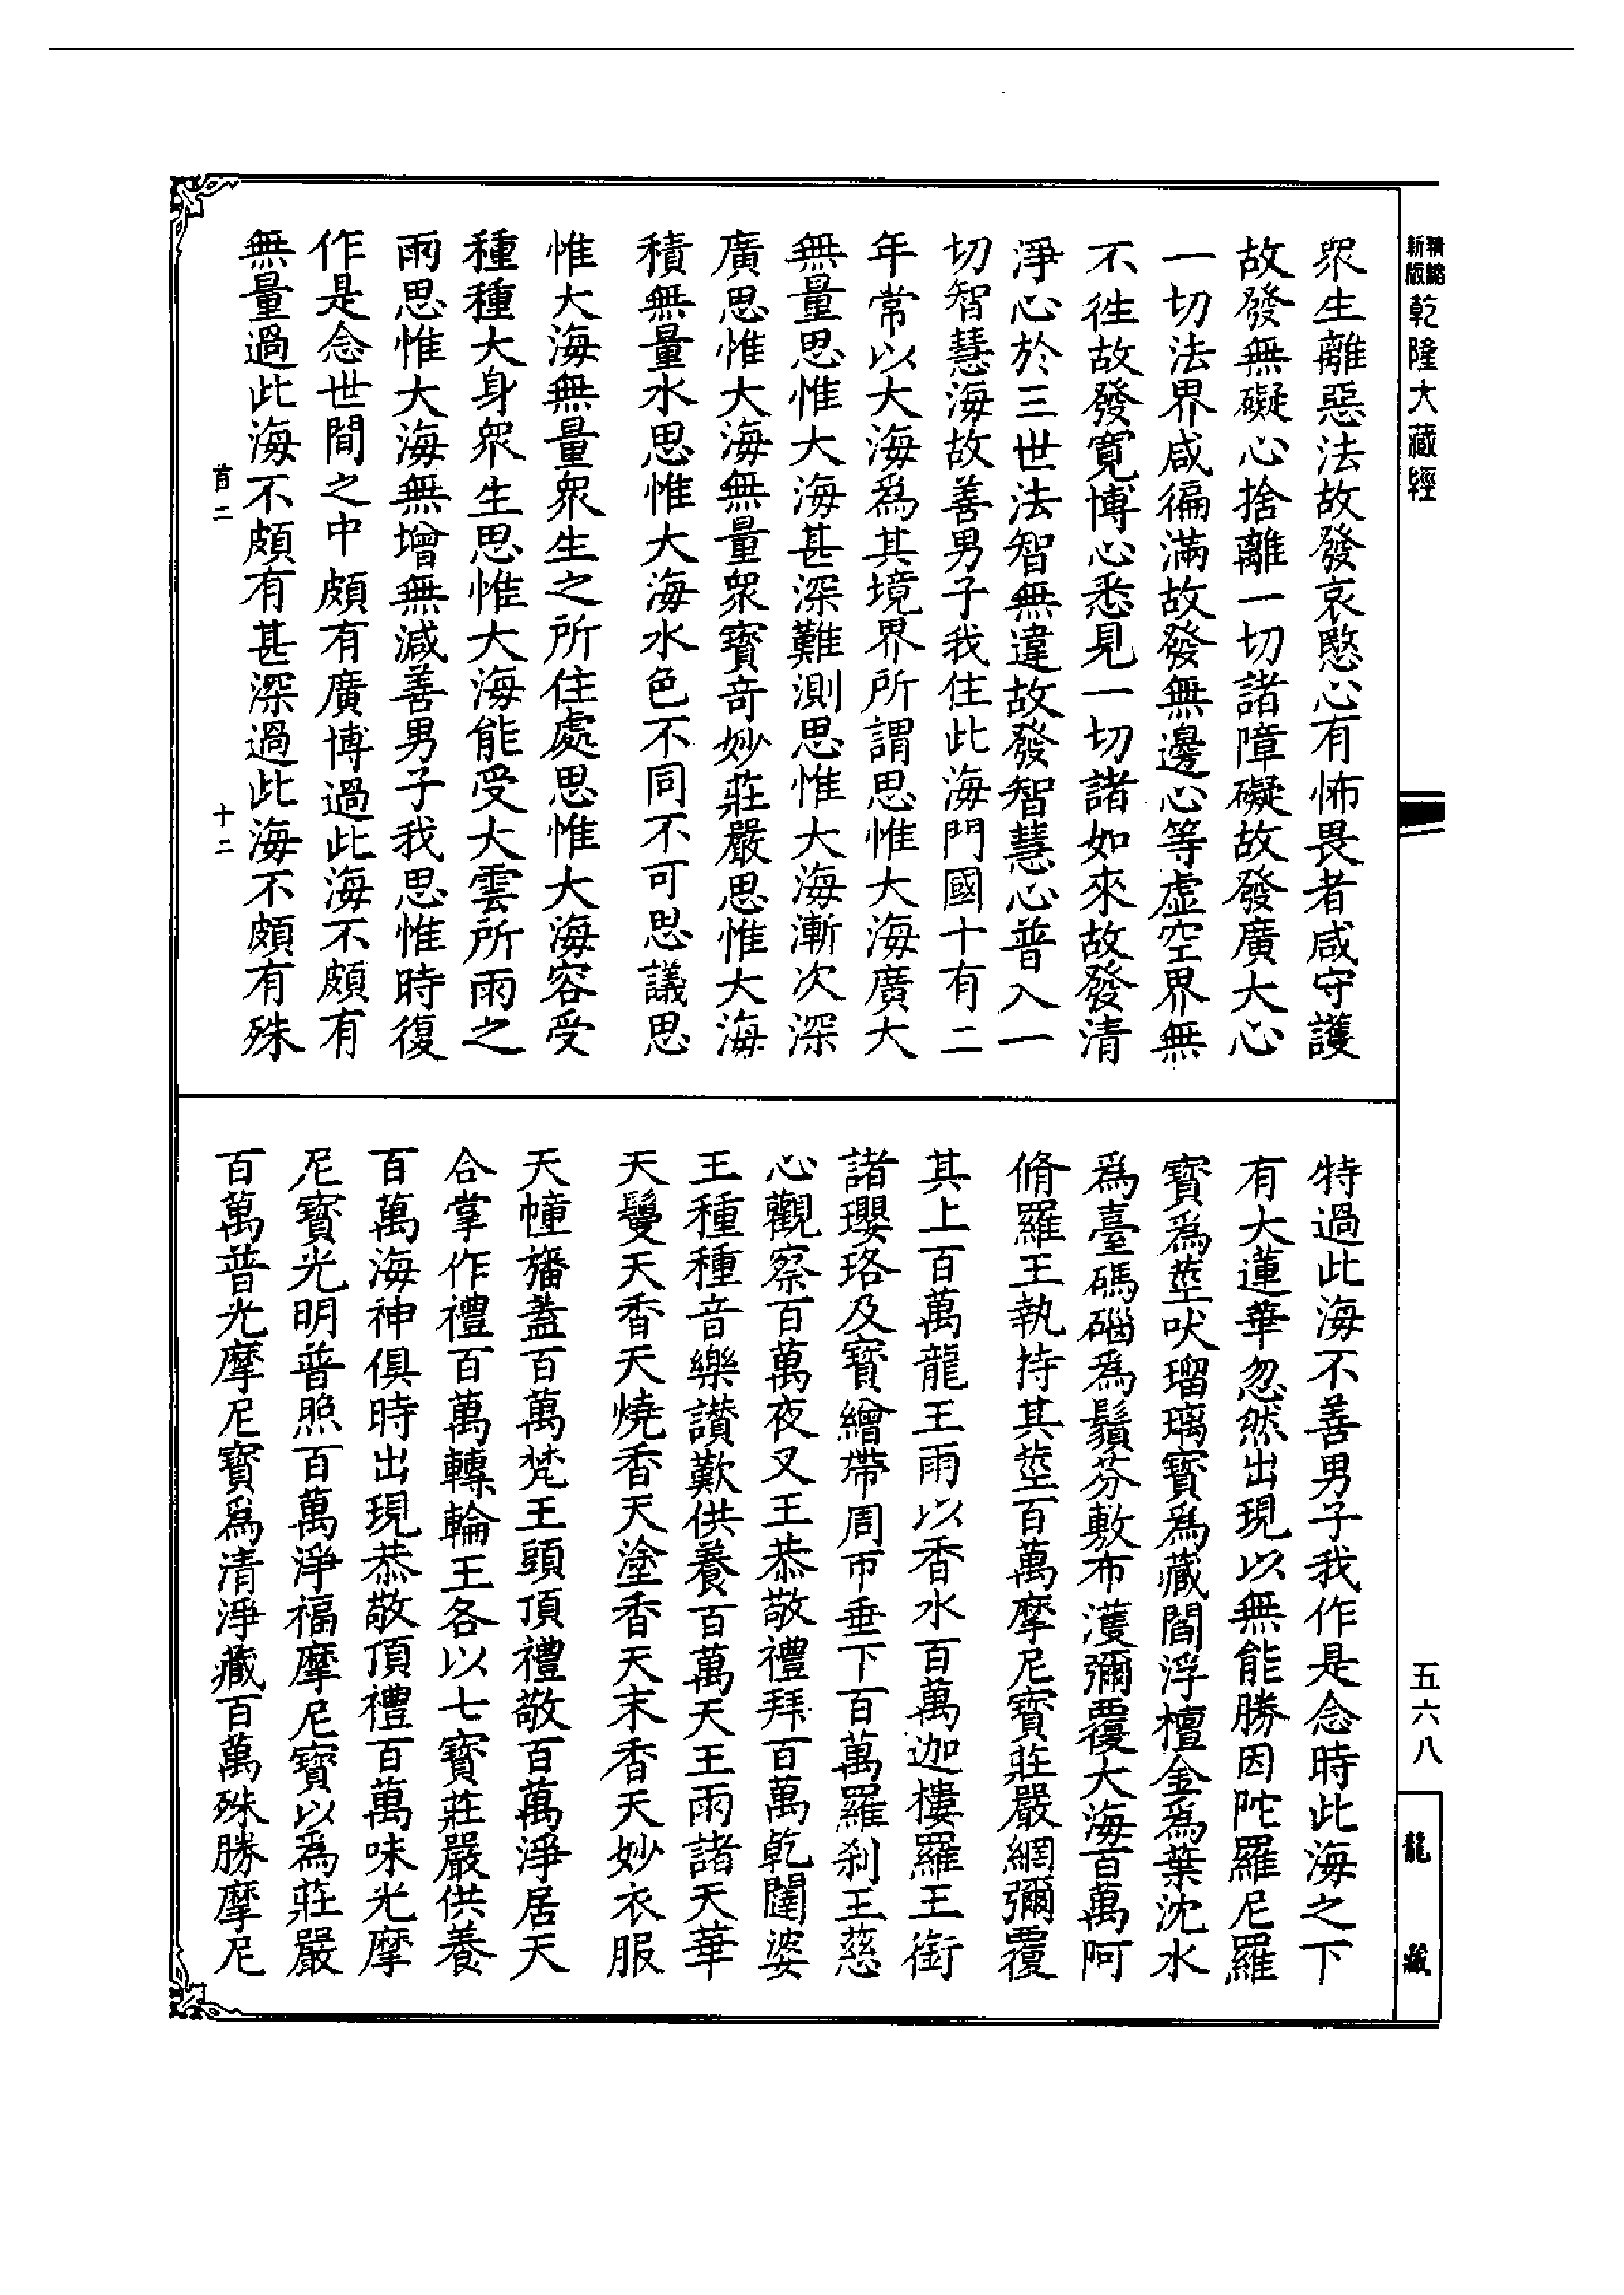 精縮新版乾隆大藏經
五六八
龍藏
眾生離惡法故發哀愍心有怖畏者咸守護
故發無礙心捨離一切諸障礙故發廣大心
一切法界咸徧滿故發無邊心等虛空界無
不徃故發寬博心悉見一切諸如來故發清
淨心於三世法智無違故發智慧心普入一
切智慧海故善男子我住此海門國十有二
年常以大海為其境界所謂思惟大海廣大
無量思惟大海甚深難測思惟大海漸次深
廣思惟大海無量眾寶奇妙莊嚴思惟大海
積無量水思惟大海水色不同不可思議思
惟大海無量眾生之所住處思惟大海容受
種種大身眾生思惟大海能受大雲所雨之
雨思惟大海無增無減善男子我思惟時復
作是念世間之中頗有廣博過此海不頗有
無量過此海不頗有甚深過此海不頗有殊
首二 十二
特過此海不善男子我作是念時此海之下
有大蓮華忽然出現以無能勝因陀羅尼羅
寶為莖吠瑠璃寶為藏閻浮檀金為葉沈水
為臺碼碯為鬚芬敷布濩彌覆大海百萬阿
脩羅王執持其莖百萬摩尼寶莊嚴網彌覆
其上百萬龍王雨以香水百萬迦樓羅王銜
諸瓔珞及寶繒帶周帀垂下百萬羅剎王慈
心觀察百萬夜叉王恭敬禮拜百萬乾闥婆
王種種音樂讚歎供養百萬天王雨諸天華
天鬘天香天燒香天塗香天末香天妙衣服
天幢旛蓋百萬梵王頭頂禮敬百萬淨居天
合掌作禮百萬轉輪王各以七寶莊嚴供養
百萬海神俱時出現恭敬頂禮百萬味光摩
尼寶光明普照百萬淨福摩尼寶以為莊嚴
百萬普光摩尼寶為清淨藏百萬殊勝摩尼